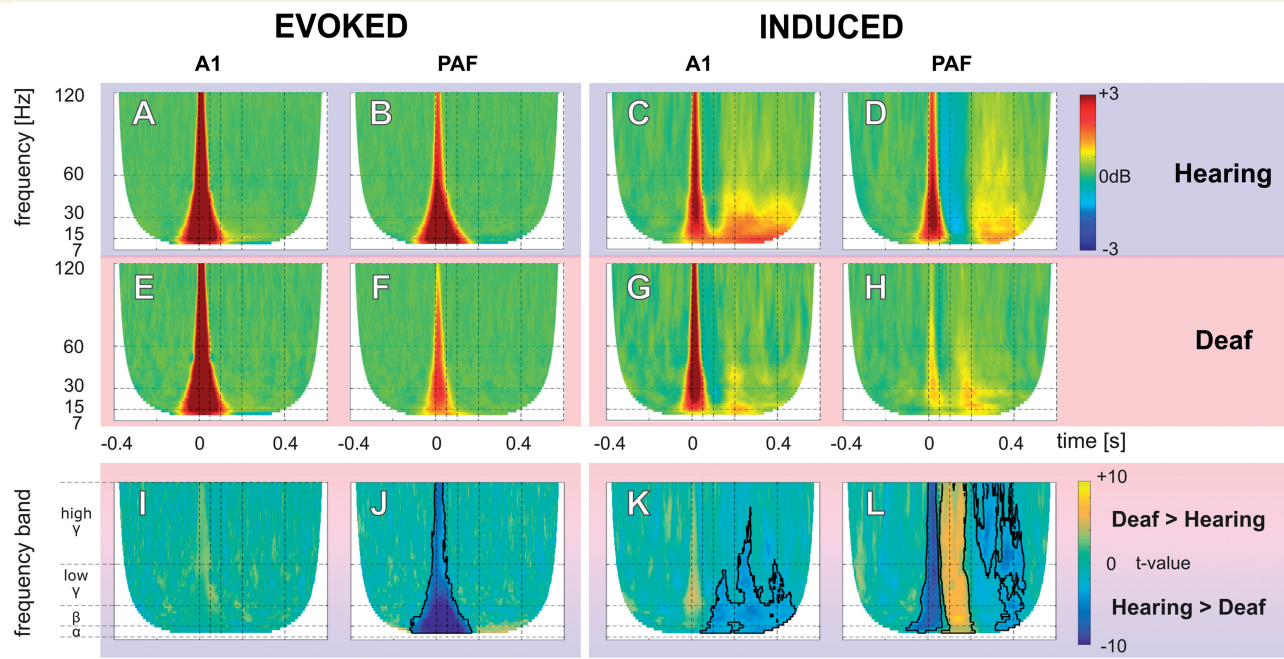 EVOKED INDUCED
A1 PAF A1 PAF
frequency [Hz]
120 A B C D +3
60 0dB Hearing
30
15
7 -3
120 E F G H
60 Deaf
30
15
7
-0.4 0 0.4 -0.4 0 0.4 -0.4 0 0.4 -0.4 0 0.4 time [s]
frequency band
I J K L +10
high γ
Deaf > Hearing
low γ
0 t-value
β
Hearing > Deaf
α
-10